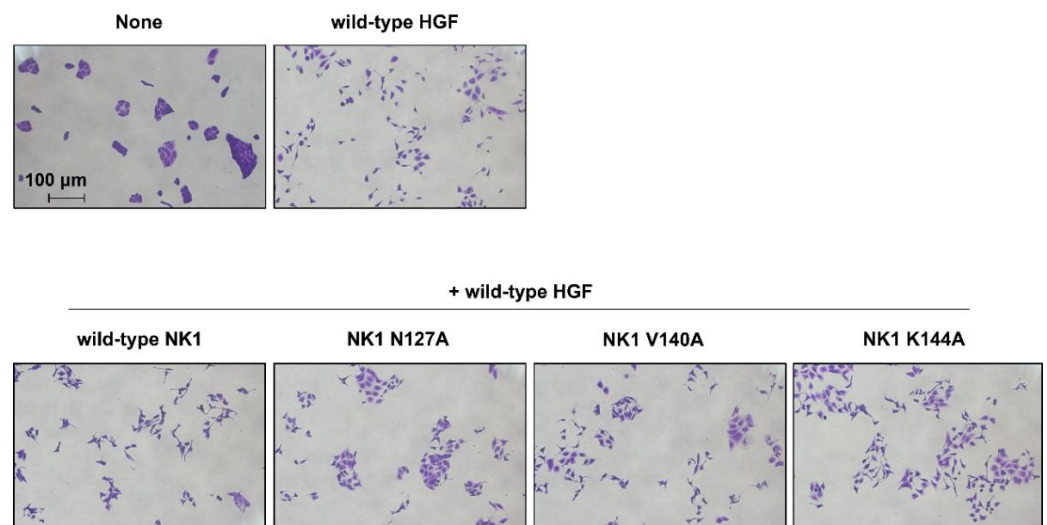 None
wild-type HGF
100 µm
+ wild-type HGF
wild-type NK1
NK1 N127A
NK1 V140A
NK1 K144A